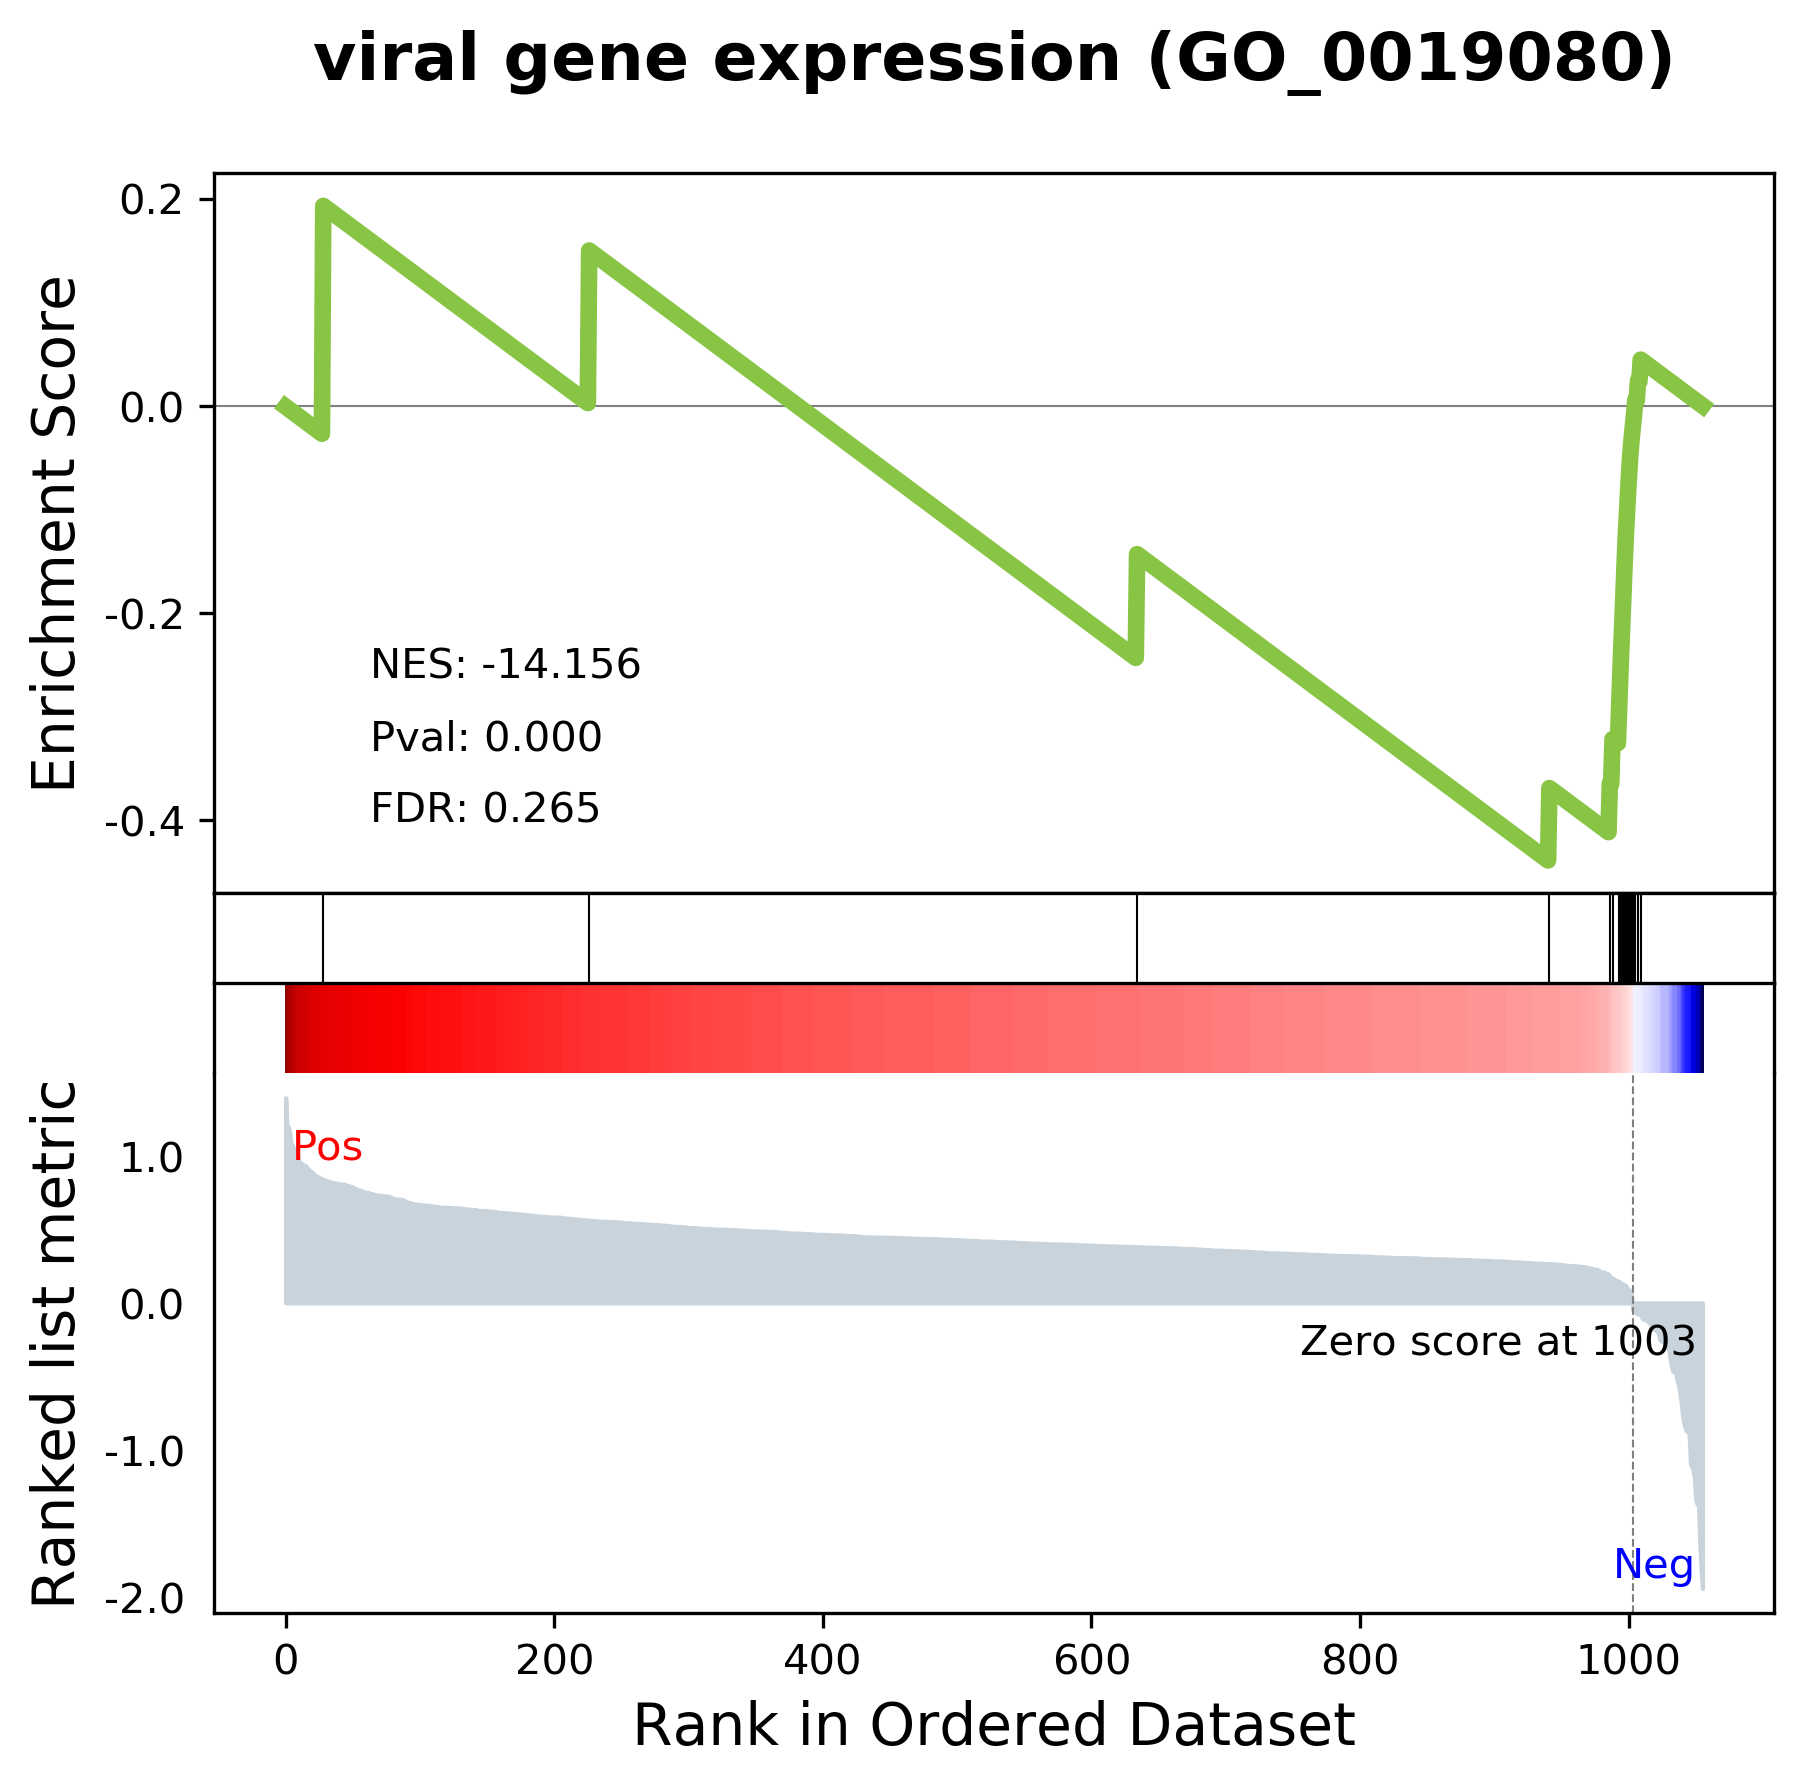 viral gene expression (GO_0019080)
Enrichment Score
0.2
0.0
-0.2
-0.4
NES: -14.156
Pval: 0.000
FDR: 0.265
Ranked list metric
1.0
0.0
-1.0
-2.0
Pos
Zero score at 1003
Neg
0 200 400 600 800 1000
Rank in Ordered Dataset